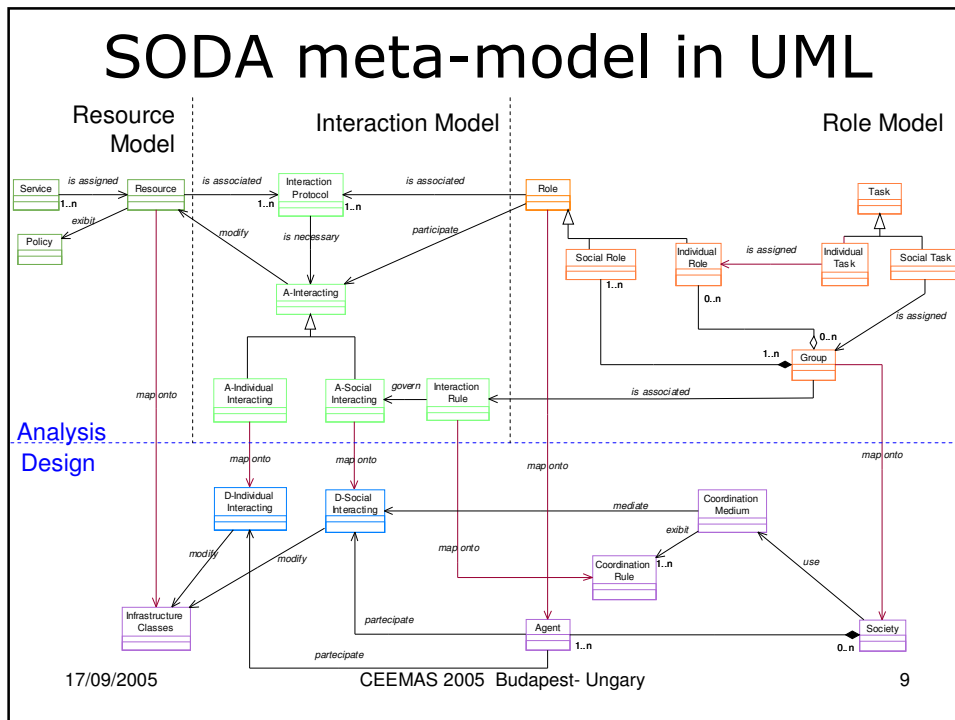 SODA meta-model in UML
Resource
Model
Interaction Model
Role Model
Service
is assigned
1..n
Resource
is associated
1..n
Interaction
Protocol
1..n
is associated
Role
Task
exibit
Policy
modify
is necessary
participate
Social Role
1..n
Individual
Role
0..n
is assigned
Individual
Task
Social Task
A-Interacting
is assigned
0..n
1..n
Group
map onto
A-Individual
Interacting
A-Social
Interacting
govern
Interaction
Rule
is associated
Analysis
Design
map onto
map onto
map onto
map onto
D-Individual
Interacting
D-Social
Interacting
mediate
Coordination
Medium
exibit
1..n
map onto
Coordination
Rule
use
modify
modify
Infrastructure
Classes
partecipate
partecipate
Agent
1..n
0..n
Society
17/09/2005
CEEMAS 2005 Budapest- Ungary
9